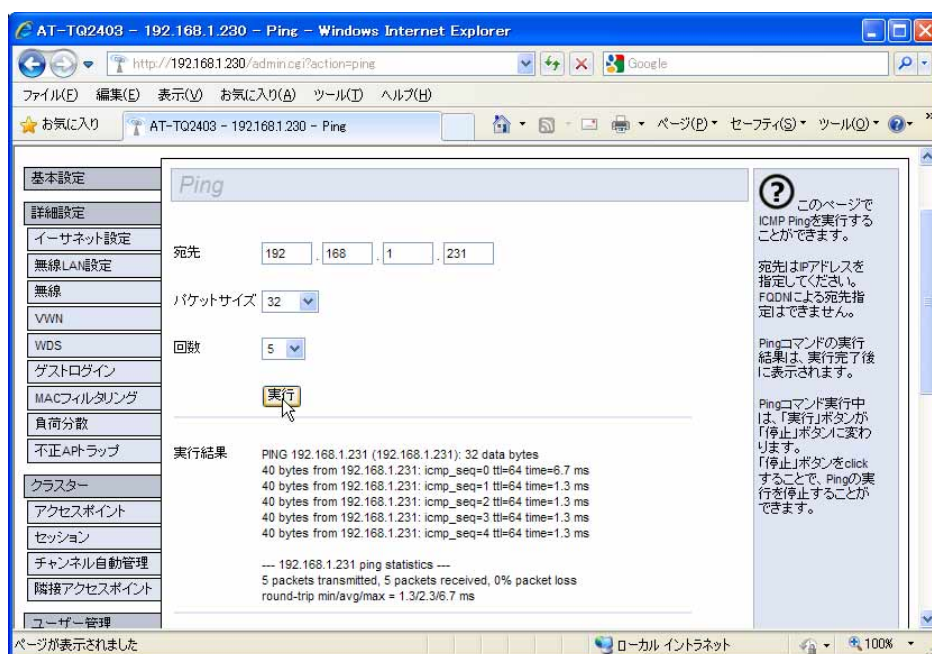 AT-TQ2403 - 192.168.1.230 - Ping - Windows Internet Explorer
http://192.168.1.230/admin.cgi?action=ping
Google
ファイル(F) 編集(E) 表示(V) お気に入り(A) ツール(T) ヘルプ(H)
お気に入り
AT-TQ2403 - 192.168.1.230 - Ping
ページ(P) セーフティ(S) ツール(O)
基本設定
詳細設定
イーサネット設定
無線LAN設定
無線
VWN
WDS
ゲストログイン
MACフィルタリング
負荷分散
不正APトラップ
クラスター
アクセスポイント
セッション
チャンネル自動管理
隣接アクセスポイント
ユーザー管理
Ping
宛先 192 . 168 . 1 . 231
パケットサイズ 32
回数 5
実行
実行結果
PING 192.168.1.231 (192.168.1.231): 32 data bytes
40 bytes from 192.168.1.231: icmp_seq=0 ttl=64 time=6.7 ms
40 bytes from 192.168.1.231: icmp_seq=1 ttl=64 time=1.3 ms
40 bytes from 192.168.1.231: icmp_seq=2 ttl=64 time=1.3 ms
40 bytes from 192.168.1.231: icmp_seq=3 ttl=64 time=1.3 ms
40 bytes from 192.168.1.231: icmp_seq=4 ttl=64 time=1.3 ms
--- 192.168.1.231 ping statistics ---
5 packets transmitted, 5 packets received, 0% packet loss
round-trip min/avg/max = 1.3/2.3/6.7 ms
このページで
ICMP Pingを実行する
ことができます。
宛先はIPアドレスを
指定してください。
FQDNによる宛先指
定はできません。
Pingコマンドの実行
結果は、実行完了後
に表示されます。
Pingコマンド実行中
は、「実行」ボタンが
「停止」ボタンに変わ
ります。
「停止」ボタンをclick
することで、Pingの実
行を停止することが
できます。
ページが表示されました
ローカル イントラネット
100%